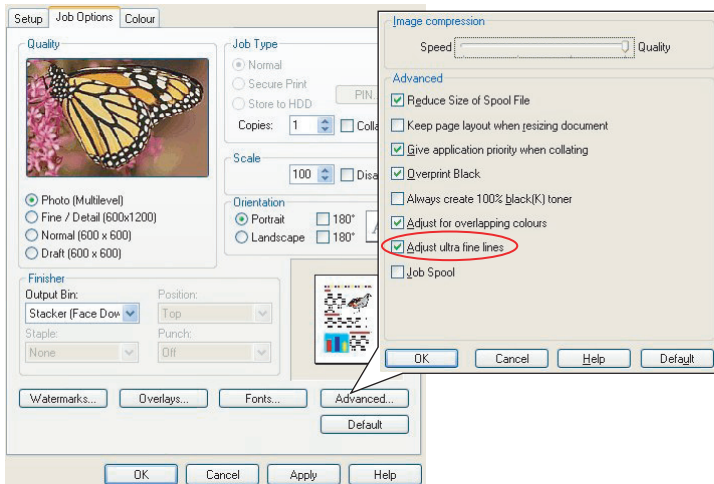 Setup Job Options Colour
Quality
Photo (Multilevel)
Fine / Detail (600x1200)
Normal (600 x 600)
Draft (600 x 600)
Job Type
Normal
Secure Print
Store to HDD
PIN..
Copies: 1 Colla
Scale
100 Disa
Orientation
Portrait 180°
Landscape 180°
Finisher
Output Bin: Position:
Stacker (Face Dow Top
Staple: Punch:
None Off
Watermarks... Overlays... Fonts... Advanced...
Default
OK Cancel Apply Help
Image compression
Speed Quality
Advanced
Reduce Size of Spool File
Keep page layout when resizing document
Give application priority when collating
Overprint Black
Always create 100% black(K) toner
Adjust for overlapping colours
Adjust ultra fine lines
Job Spool
OK Cancel Help Default